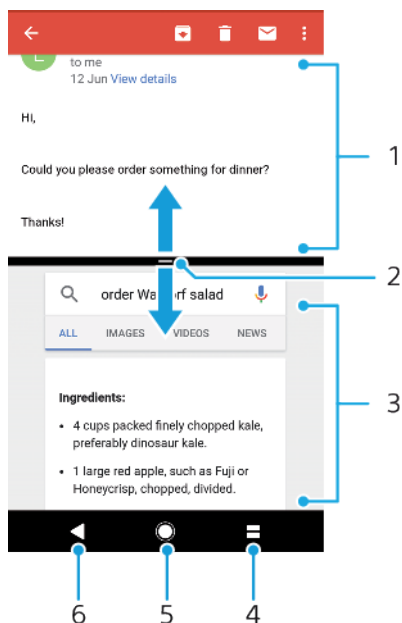 to me
12 Jun View details
Hi,
1
Could you please order something for dinner?
Thanks!
2
order Wa rf salad
ALL IMAGES VIDEOS NEWS
3
Ingredients:
• 4 cups packed finely chopped kale,
preferably dinosaur kale.
• 1 large red apple, such as Fuji or
Honeycrisp, chopped, divided.
6 5 4